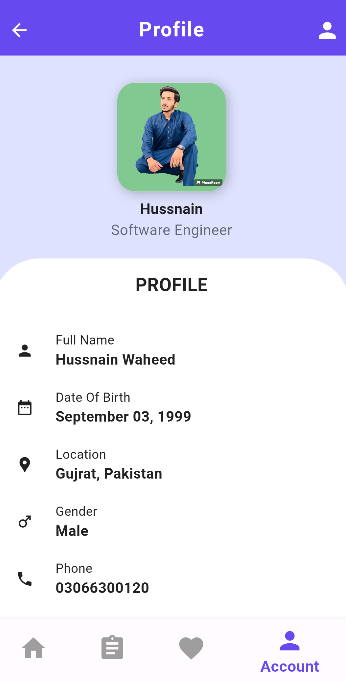 Profile
Hussnain
Software Engineer
PROFILE
Full Name
Hussnain Waheed
Date Of Birth
September 03, 1999
Location
Gujrat, Pakistan
Gender
Male
Phone
03066300120
Account